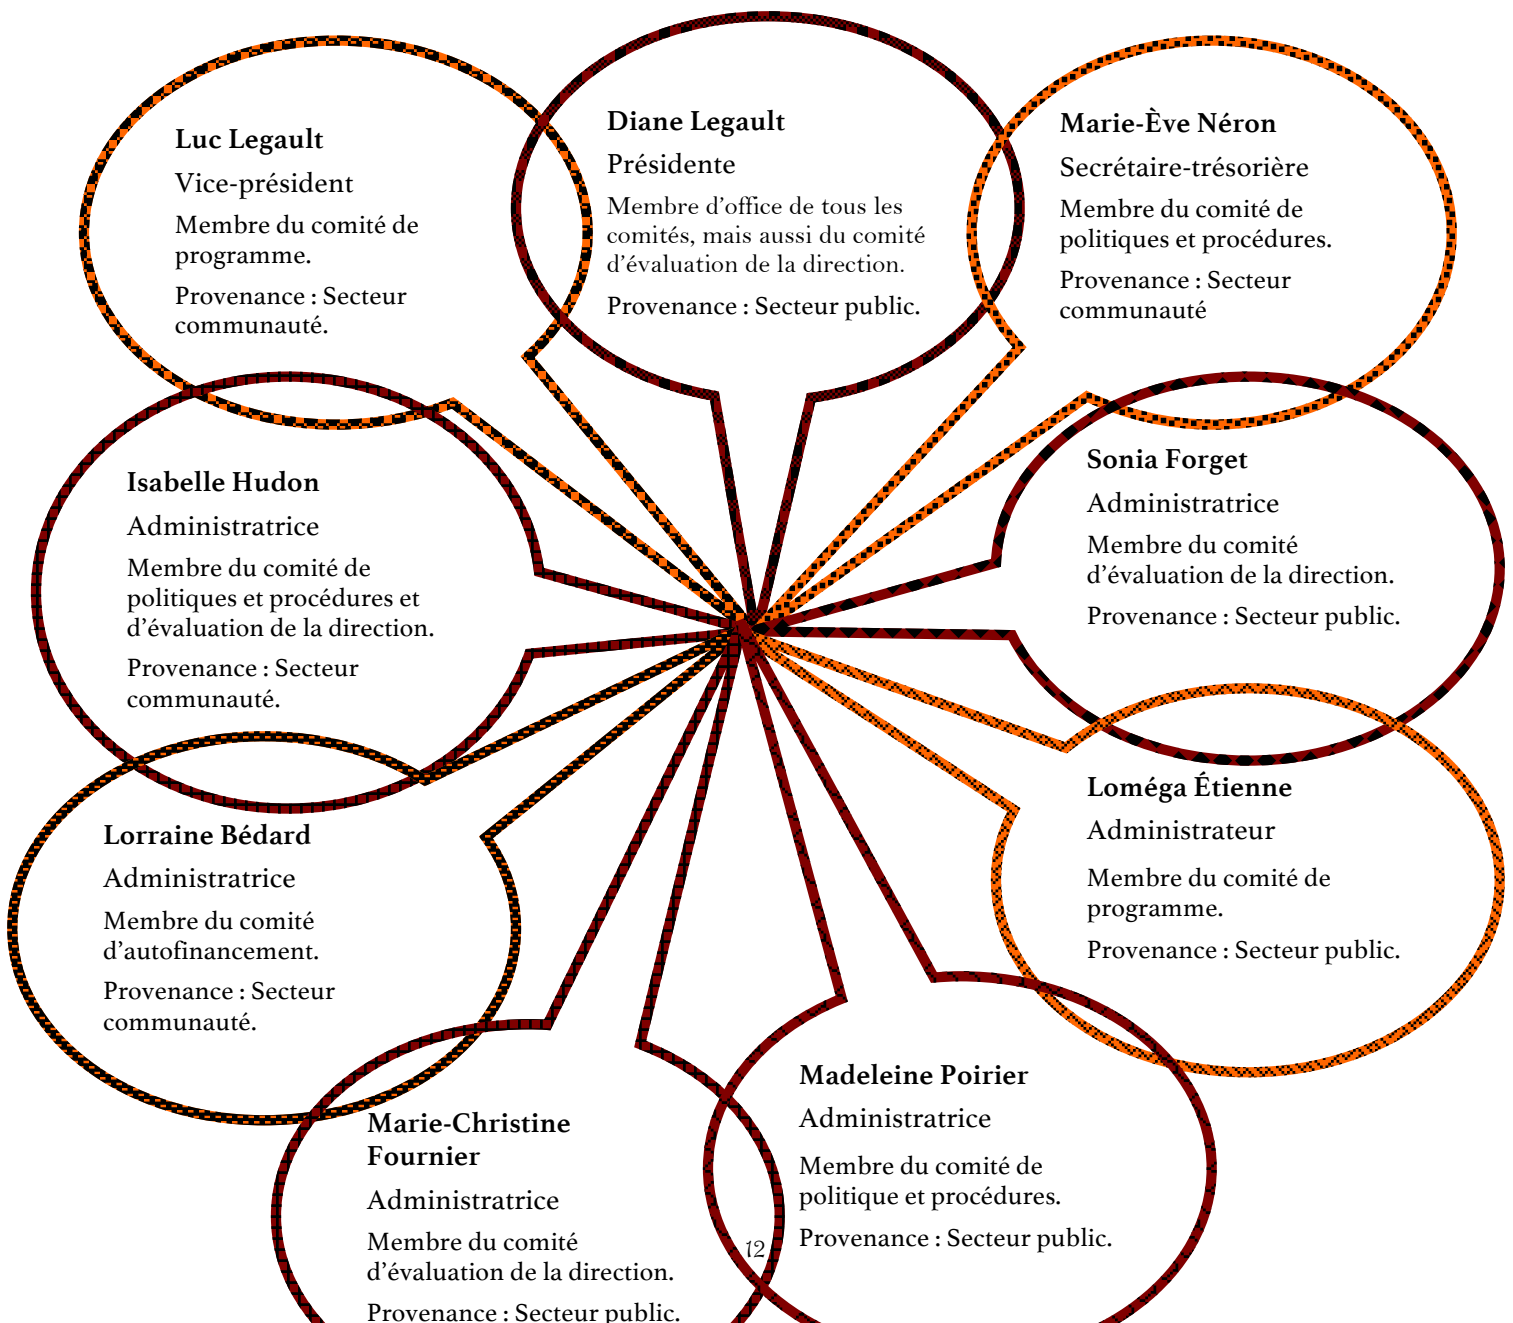 Luc Legault
Vice-président
Membre du comité de
programme.
Provenance : Secteur
communauté.
Diane Legault
Présidente
Membre d'office de tous les
comités, mais aussi du comité
d'évaluation de la direction.
Provenance : Secteur public.
Marie-Ève Néron
Secrétaire-trésorière
Membre du comité de
politiques et procédures.
Provenance : Secteur
communauté
Isabelle Hudon
Administratrice
Membre du comité de
politiques et procédures et
d'évaluation de la direction.
Provenance : Secteur
communauté.
Sonia Forget
Administratrice
Membre du comité
d'évaluation de la direction.
Provenance : Secteur public.
Lorraine Bédard
Administratrice
Membre du comité
d'autofinancement.
Provenance : Secteur
communauté.
Loméga Étienne
Administrateur
Membre du comité de
programme.
Provenance : Secteur public.
Marie-Christine
Fournier
Administratrice
Membre du comité
d'évaluation de la direction.
Provenance : Secteur public.
Madeleine Poirier
Administratrice
Membre du comité de
politique et procédures.
Provenance : Secteur public.
12